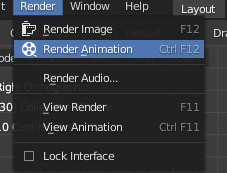 Render Window Help Layout
Render Image F12
Render Animation Ctrl F12
Render Audio...
View Render F11
View Animation Ctrl F11
Lock Interface